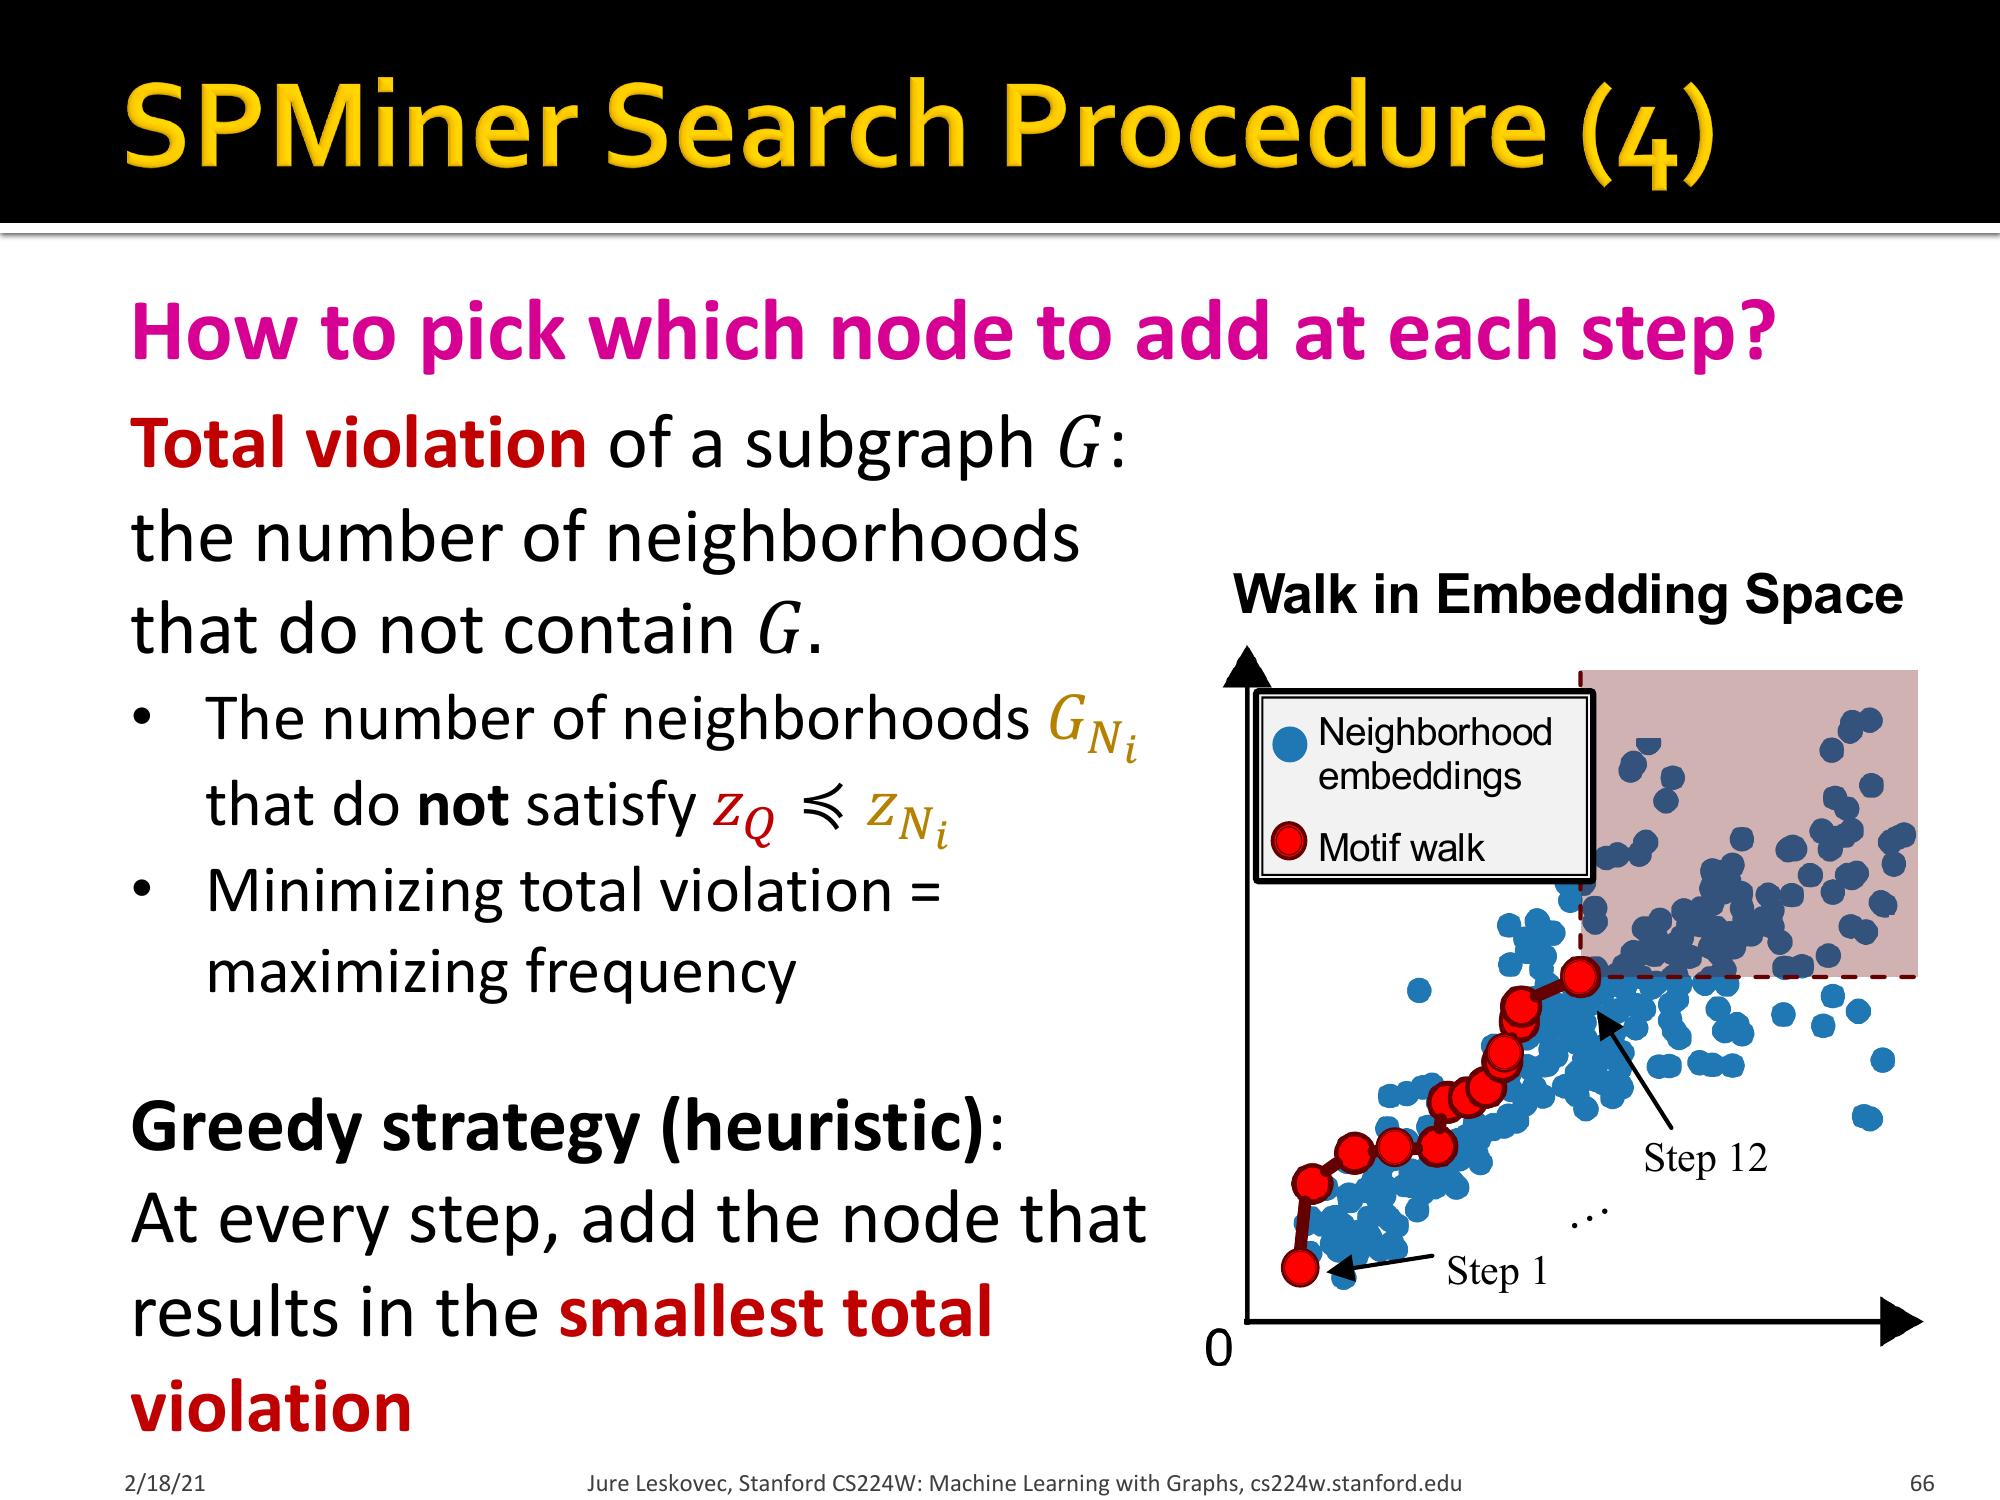 SPMiner Search Procedure (4)
How to pick which node to add at each step?
Total violation of a subgraph 𝐺:
the number of neighborhoods
that do not contain 𝐺.
• The number of neighborhoods 𝐺_{𝑁_𝑖}
that do not satisfy 𝑧_𝑄 ≼ 𝑧_{𝑁_𝑖}
• Minimizing total violation =
maximizing frequency
Greedy strategy (heuristic):
At every step, add the node that
results in the smallest total
violation
Walk in Embedding Space
Neighborhood
embeddings
Motif walk
Step 12
...
Step 1
0
2/18/21
Jure Leskovec, Stanford CS224W: Machine Learning with Graphs, cs224w.stanford.edu
66